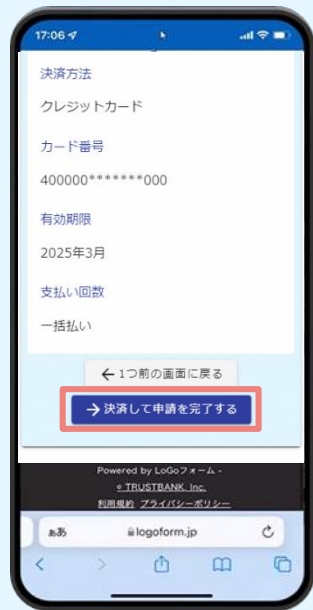 17:06
決済方法
クレジットカード
カード番号
400000*******000
有効期限
2025年3月
支払い回数
一括払い
← 1つ前の画面に戻る
→ 決済して申請を完了する
Powered by LoGoフォーム -
© TRUSTBANK, Inc.
利用規約 プライバシーポリシー
ぁあ logoform.jp